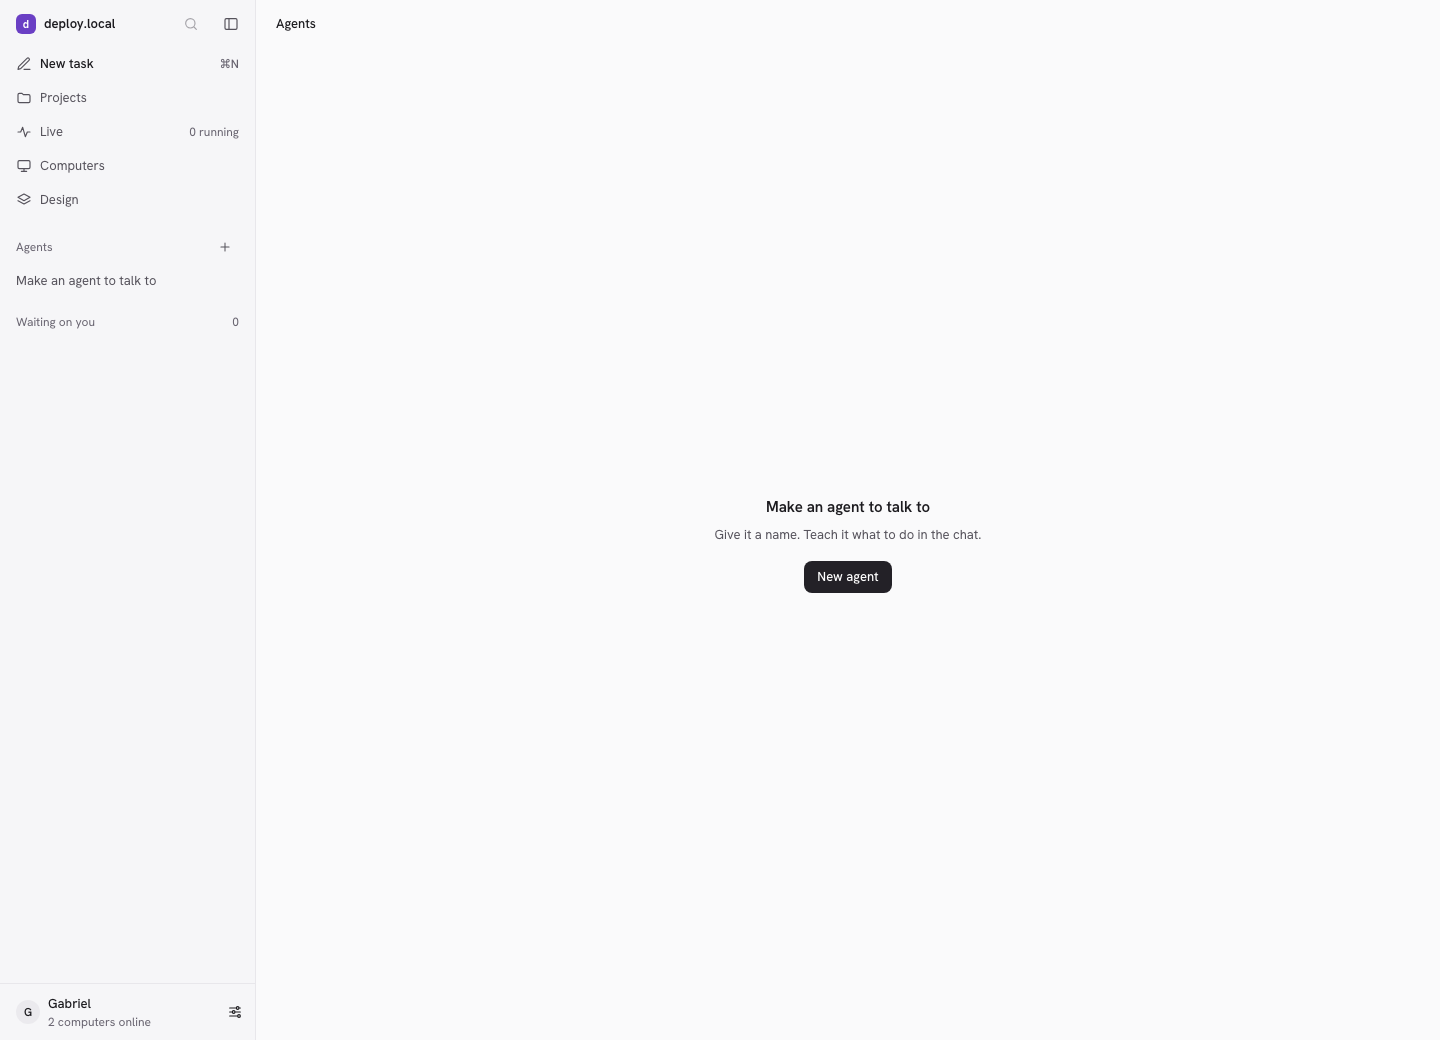 d deploy.local
New task ⌘N
Projects
Live 0 running
Computers
Design
Agents
Make an agent to talk to
Waiting on you 0
G Gabriel
2 computers online
Agents
Make an agent to talk to
Give it a name. Teach it what to do in the chat.
New agent